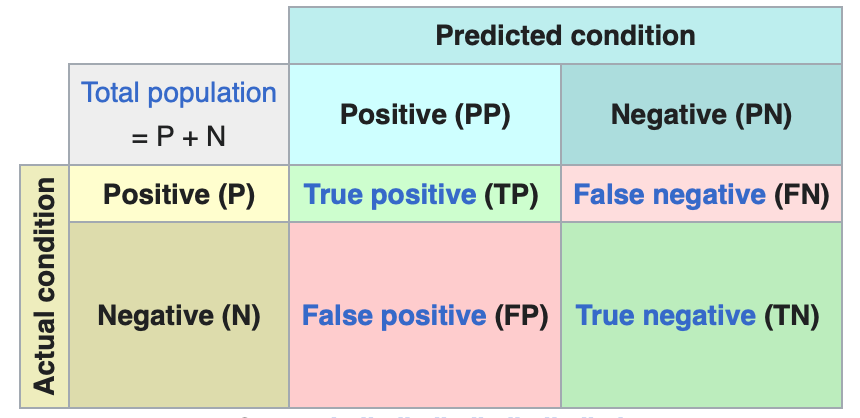 Predicted condition
Total population
= P + N
Positive (PP)
Negative (PN)
Actual condition
Positive (P)
True positive (TP)
False negative (FN)
Negative (N)
False positive (FP)
True negative (TN)